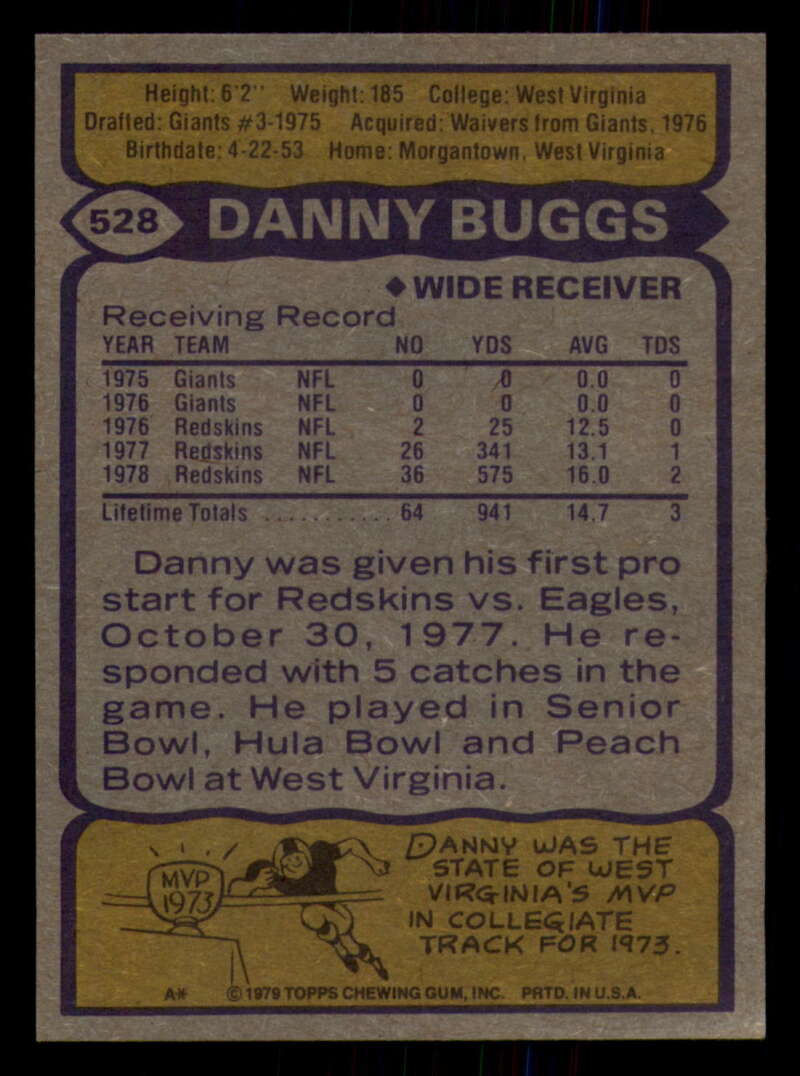 Height: 6'2" Weight: 185 College: West Virginia
Drafted: Giants #3-1975 Acquired: Waivers from Giants, 1976
Birthdate: 4-22-53 Home: Morgantown, West Virginia
528 DANNY BUGGS
◆ WIDE RECEIVER
Receiving Record
YEAR TEAM NO YDS AVG TDS
1975 Giants NFL 0 0 0.0 0
1976 Giants NFL 0 0 0.0 0
1976 Redskins NFL 2 25 12.5 0
1977 Redskins NFL 26 341 13.1 1
1978 Redskins NFL 36 575 16.0 2
Lifetime Totals ............ 64 941 14.7 3
Danny was given his first pro
start for Redskins vs. Eagles,
October 30, 1977. He re-
sponded with 5 catches in the
game. He played in Senior
Bowl, Hula Bowl and Peach
Bowl at West Virginia.
MVP
1973
DANNY WAS THE
STATE OF WEST
VIRGINIA'S MVP
IN COLLEGIATE
TRACK FOR 1973.
A* © 1979 TOPPS CHEWING GUM, INC. PRTD. IN U.S.A.